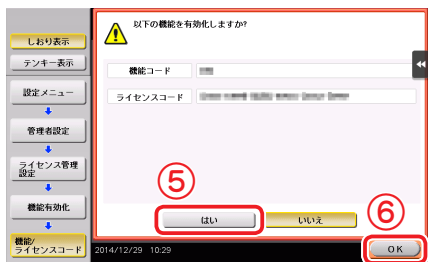 しおり表示
テンキー表示
設定メニュー
管理者設定
ライセンス管理
設定
機能有効化
機能/
ライセンスコード
以下の機能を有効化しますか?
機能コード
ライセンスコード
⑤
はい
いいえ
⑥
2014/12/29 10:29
OK